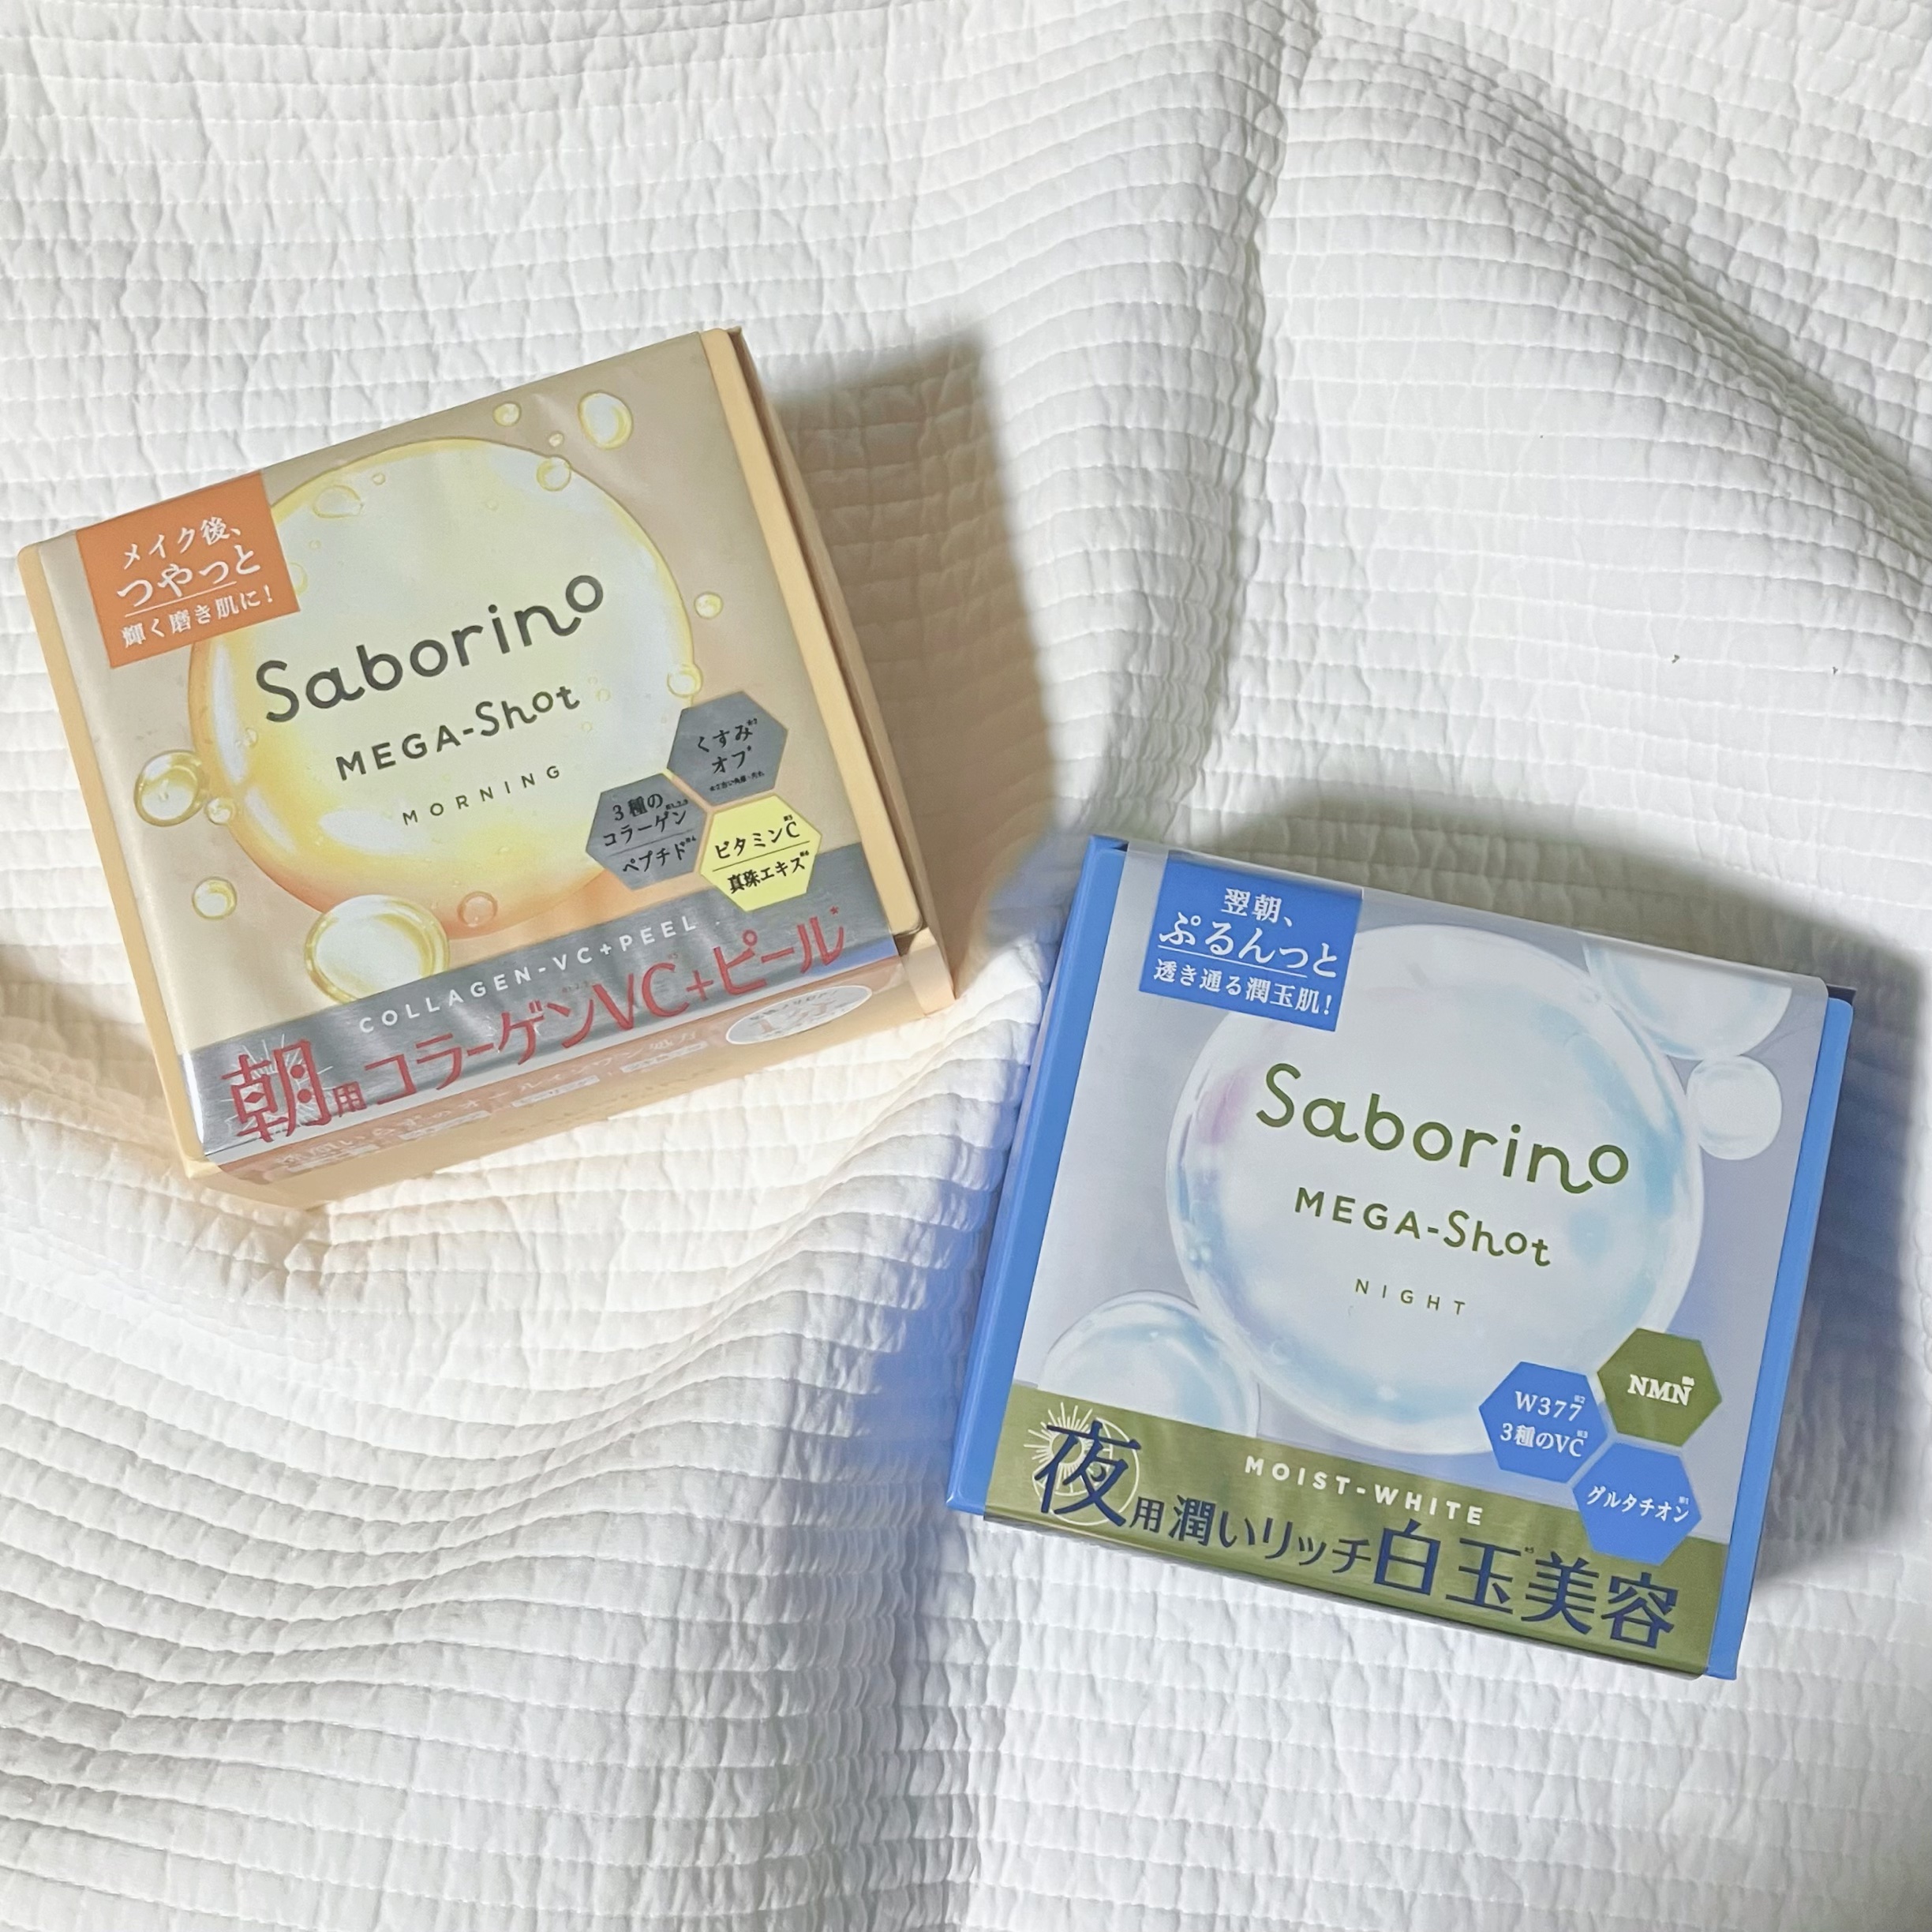 メイク後、
つやっと
輝く磨き肌に!
Saborino
MEGA-Shot
MORNING
くすみ※2
オフ
3種の
コラーゲン
ペプチド
ビタミンC
真珠エキス
COLLAGEN-VC+PEEL
朝用コラーゲンVC+ピール
翌朝、
ぷるんっと
透き通る潤玉肌!
Saborino
MEGA-Shot
NIGHT
NMN
W377
3種のVC
グルタチオン
MOIST-WHITE
夜用潤いリッチ白玉美容